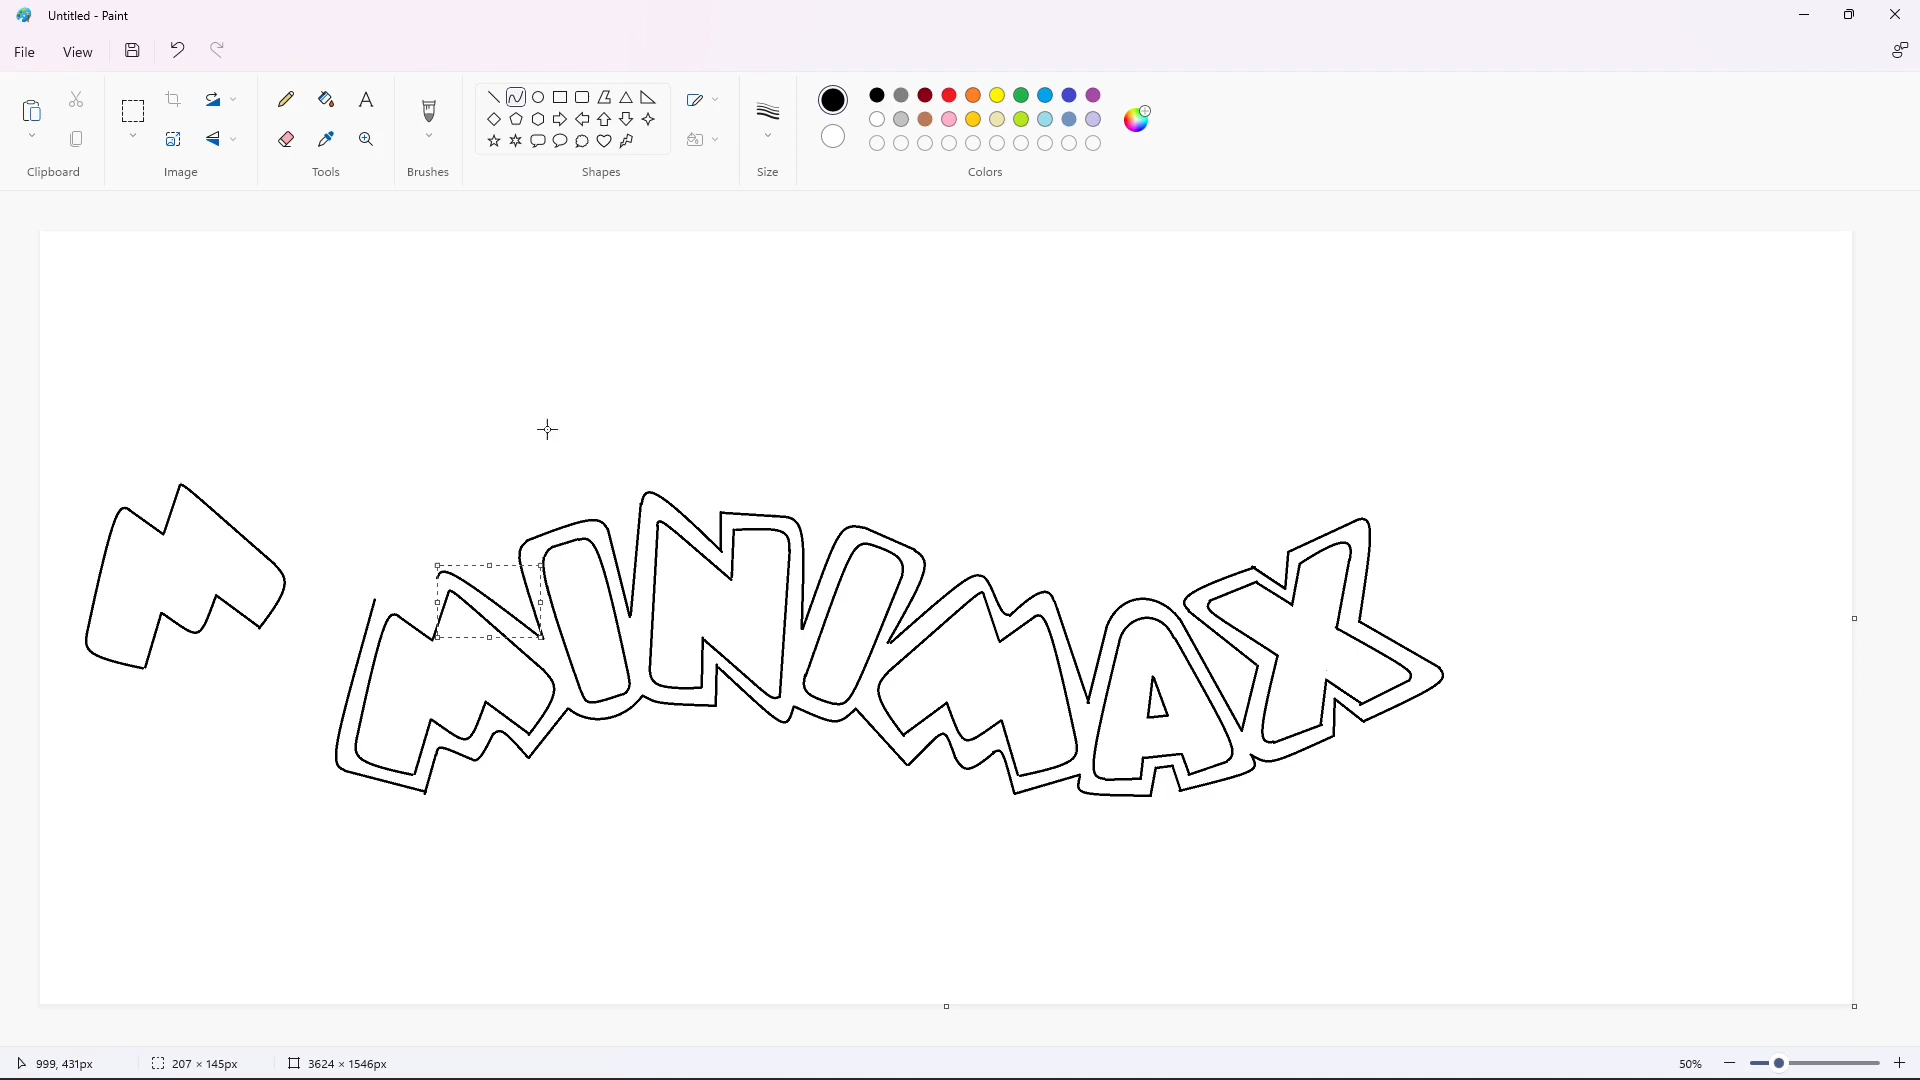 Untitled - Paint
File View
Clipboard Image Tools Brushes Shapes Size Colors
M MINIMAX
999, 431px 207 × 145px 3624 × 1546px 50%